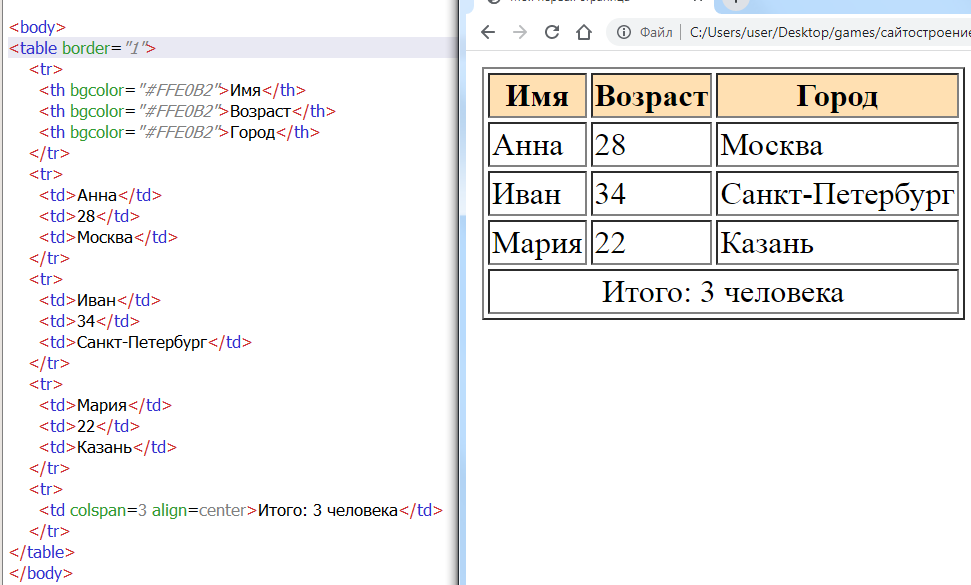 <body>
<table border="1">
<tr>
<th bgcolor="#FFE0B2">Имя</th>
<th bgcolor="#FFE0B2">Возраст</th>
<th bgcolor="#FFE0B2">Город</th>
</tr>
<tr>
<td>Анна</td>
<td>28</td>
<td>Москва</td>
</tr>
<tr>
<td>Иван</td>
<td>34</td>
<td>Санкт-Петербург</td>
</tr>
<tr>
<td>Мария</td>
<td>22</td>
<td>Казань</td>
</tr>
<tr>
<td colspan=3 align=center>Итого: 3 человека</td>
</tr>
</table>
</body>
Файл | C:/Users/user/Desktop/games/сайтостроение
Имя Возраст Город
Анна 28 Москва
Иван 34 Санкт-Петербург
Мария 22 Казань
Итого: 3 человека